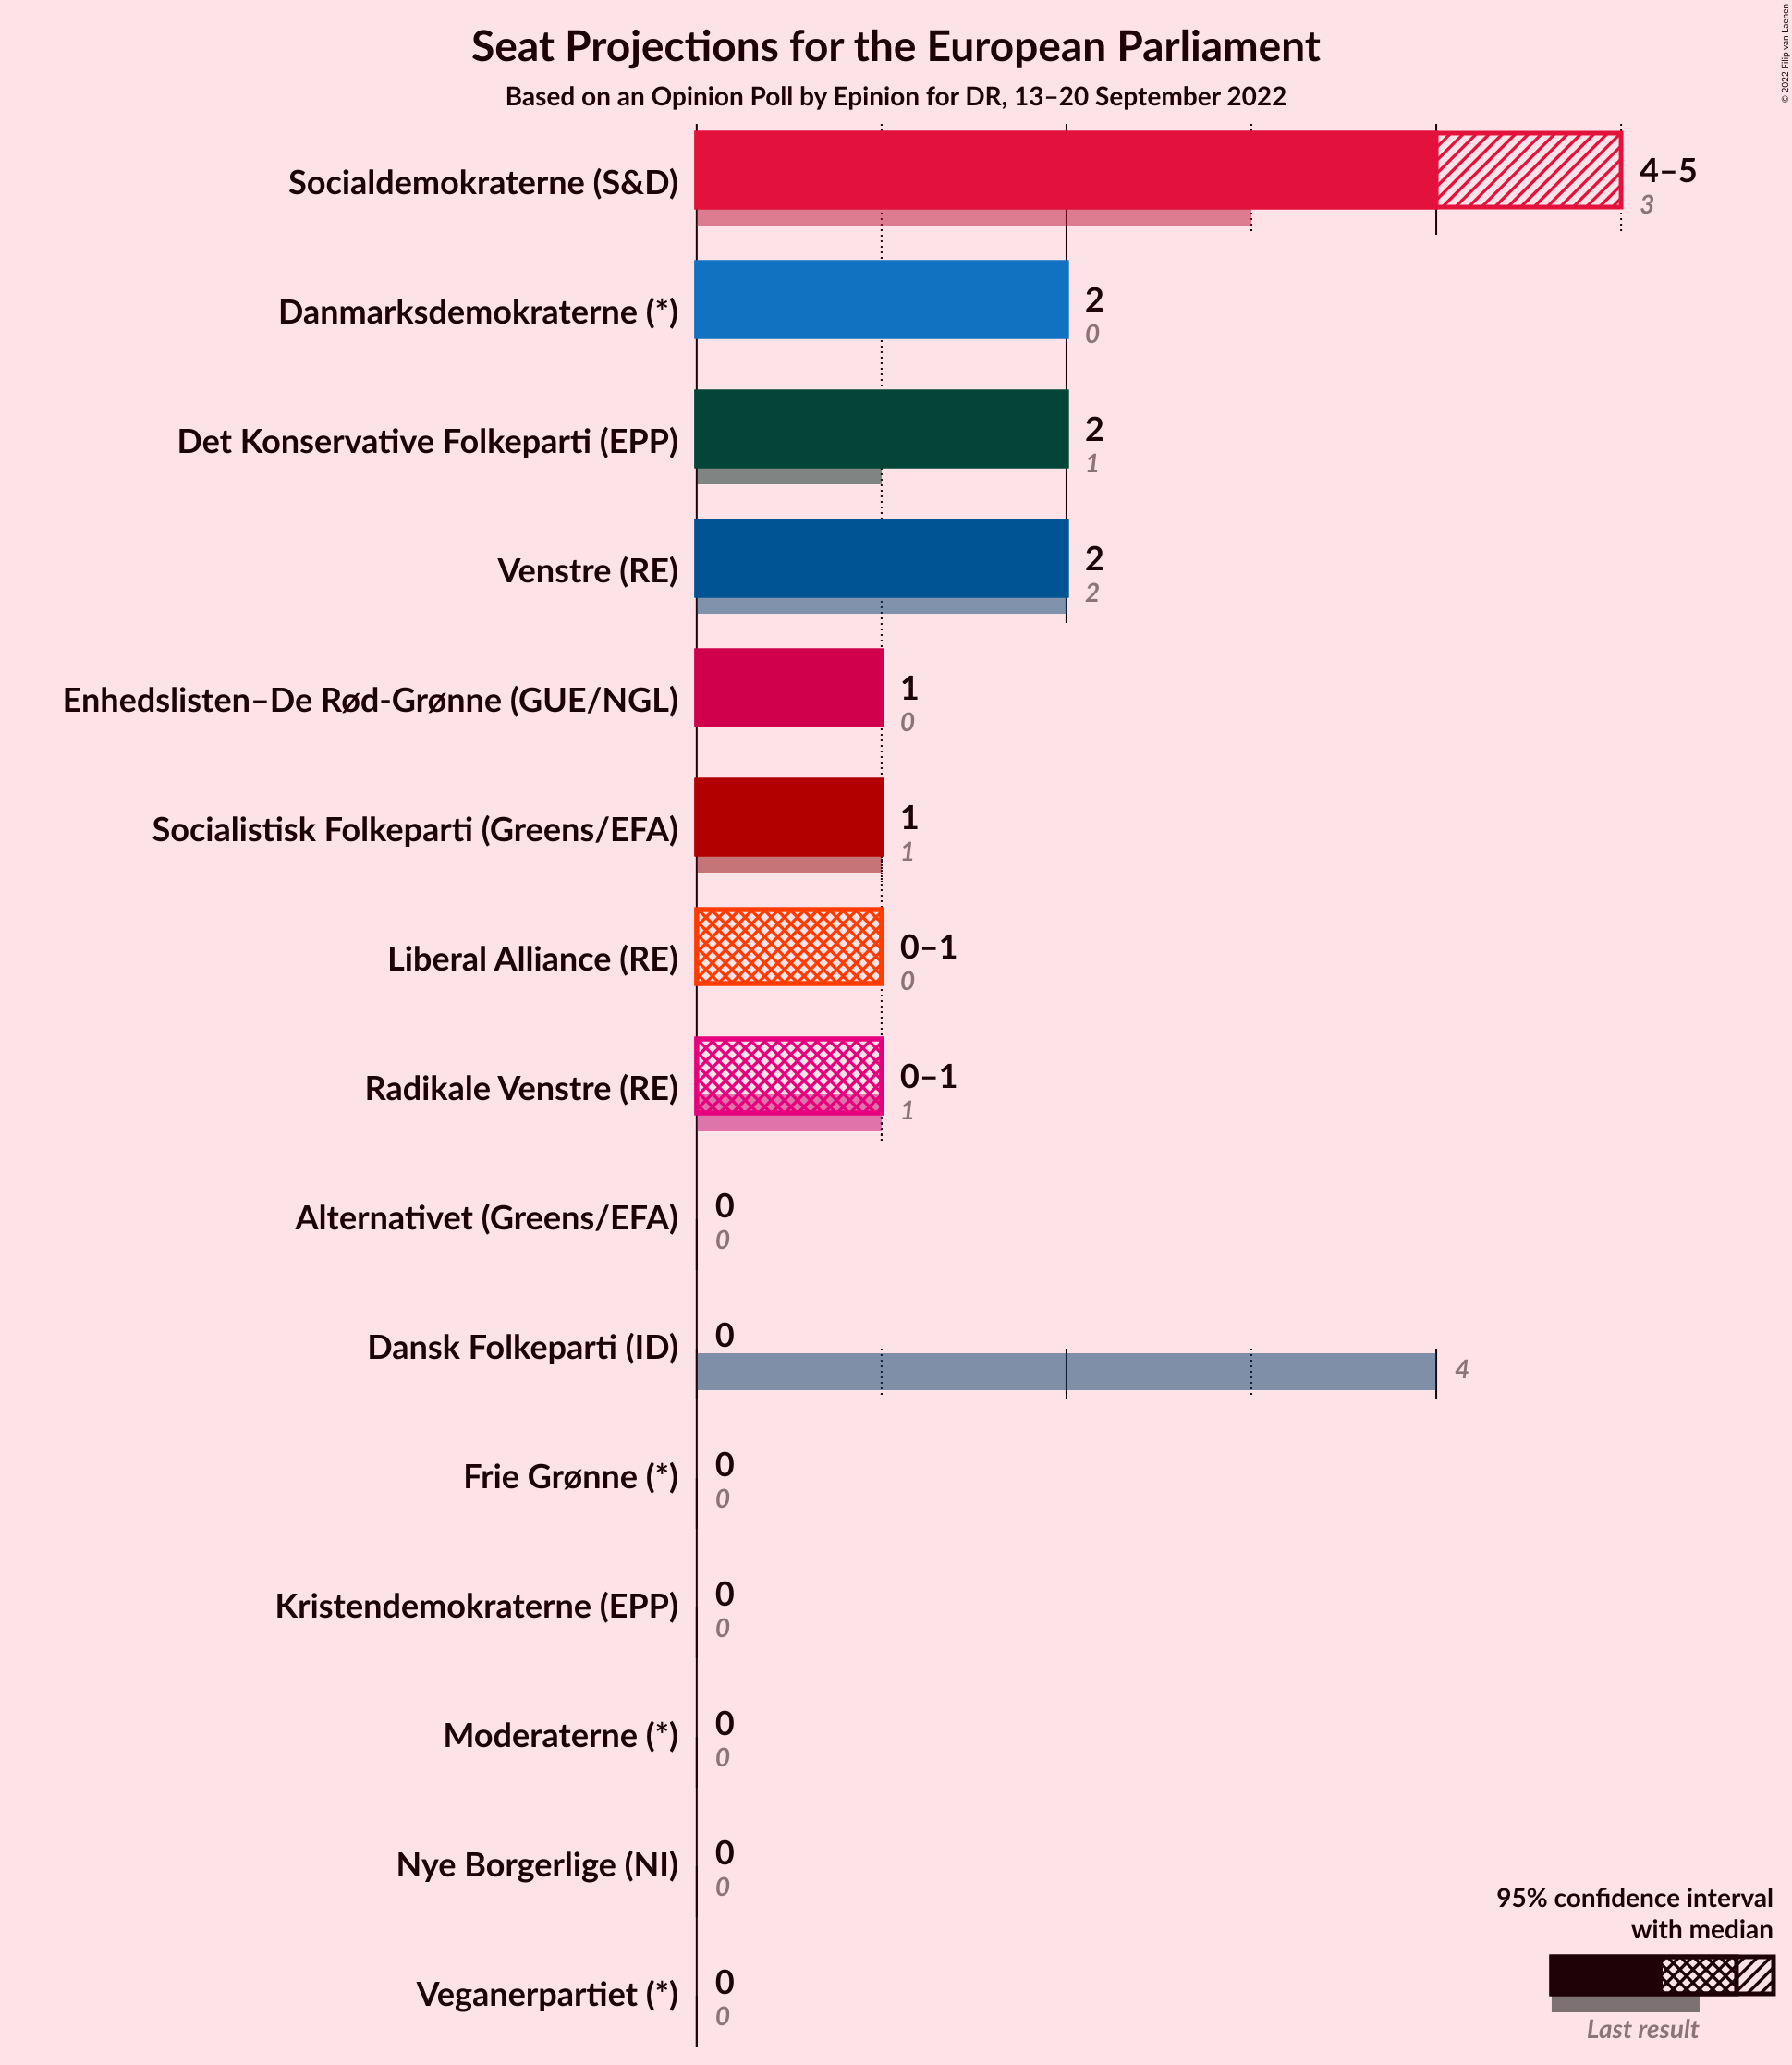 Seat Projections for the European Parliament
Based on an Opinion Poll by Epinion for DR, 13–20 September 2022
© 2022 Filip van Laenen
Socialdemokraterne (S&D)
4–5
3
Danmarksdemokraterne (*)
2
0
Det Konservative Folkeparti (EPP)
2
1
Venstre (RE)
2
2
Enhedslisten–De Rød-Grønne (GUE/NGL)
1
0
Socialistisk Folkeparti (Greens/EFA)
1
1
Liberal Alliance (RE)
0–1
0
Radikale Venstre (RE)
0–1
1
Alternativet (Greens/EFA)
0
0
Dansk Folkeparti (ID)
0
4
Frie Grønne (*)
0
0
Kristendemokraterne (EPP)
0
0
Moderaterne (*)
0
0
Nye Borgerlige (NI)
0
0
Veganerpartiet (*)
0
0
95% confidence interval
with median
Last result